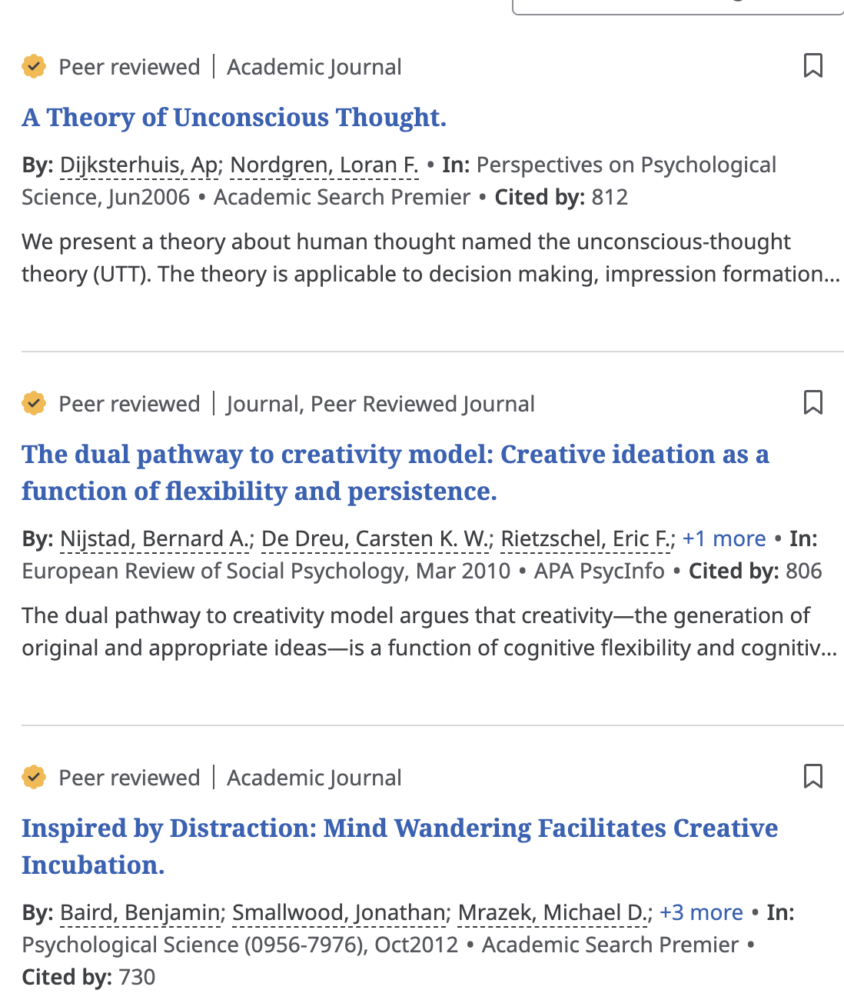 Peer reviewed | Academic Journal
A Theory of Unconscious Thought.
By: Dijksterhuis, Ap; Nordgren, Loran F. • In: Perspectives on Psychological
Science, Jun2006 • Academic Search Premier • Cited by: 812
We present a theory about human thought named the unconscious-thought
theory (UTT). The theory is applicable to decision making, impression formation...
Peer reviewed | Journal, Peer Reviewed Journal
The dual pathway to creativity model: Creative ideation as a
function of flexibility and persistence.
By: Nijstad, Bernard A.; De Dreu, Carsten K. W.; Rietzschel, Eric F.; +1 more • In:
European Review of Social Psychology, Mar 2010 • APA PsycInfo • Cited by: 806
The dual pathway to creativity model argues that creativity—the generation of
original and appropriate ideas—is a function of cognitive flexibility and cognitiv...
Peer reviewed | Academic Journal
Inspired by Distraction: Mind Wandering Facilitates Creative
Incubation.
By: Baird, Benjamin; Smallwood, Jonathan; Mrazek, Michael D.; +3 more • In:
Psychological Science (0956-7976), Oct2012 • Academic Search Premier •
Cited by: 730